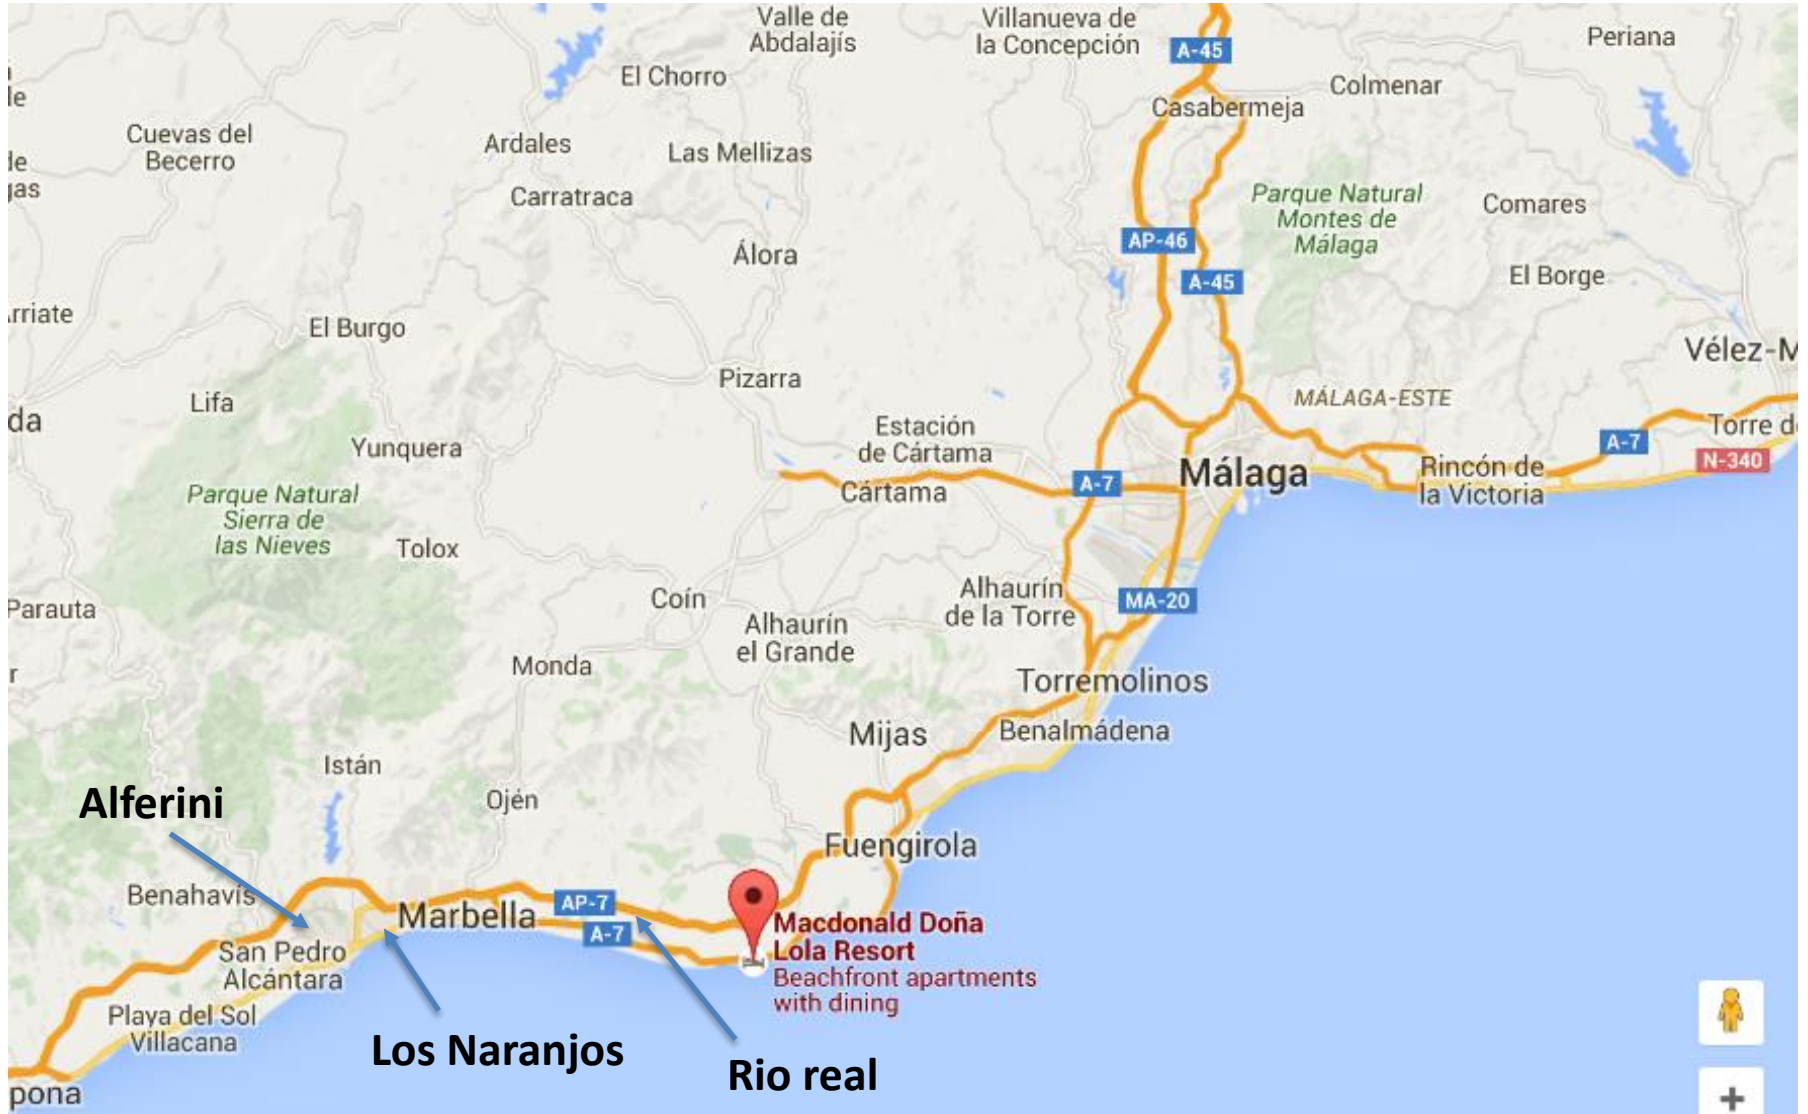 Valle de
Abdalajís
Villanueva de
la Concepción
A-45
Periana
El Chorro
Colmenar
Casabermeja
le
Cuevas del
Becerro
Ardales
Las Mellizas
de
gas
Carratraca
Parque Natural
Montes de
Málaga
Comares
AP-46
A-45
Álora
El Borge
rriate
El Burgo
Vélez-M
Pizarra
Lifa
MÁLAGA-ESTE
da
Yunquera
Estación
de Cártama
A-7
Torre d
N-340
Cártama
A-7
Málaga
Rincón de
la Victoria
Parque Natural
Sierra de
las Nieves
Tolox
Parauta
Coín
Alhaurín
de la Torre
MA-20
Alhaurín
el Grande
r
Monda
Torremolinos
Mijas
Benalmádena
Istán
Alferini
Ojén
Fuengirola
Benahavís
Marbella
AP-7
A-7
Macdonald Doña
Lola Resort
Beachfront apartments
with dining
San Pedro
Alcántara
Playa del Sol
Villacana
Los Naranjos
Rio real
pona
+